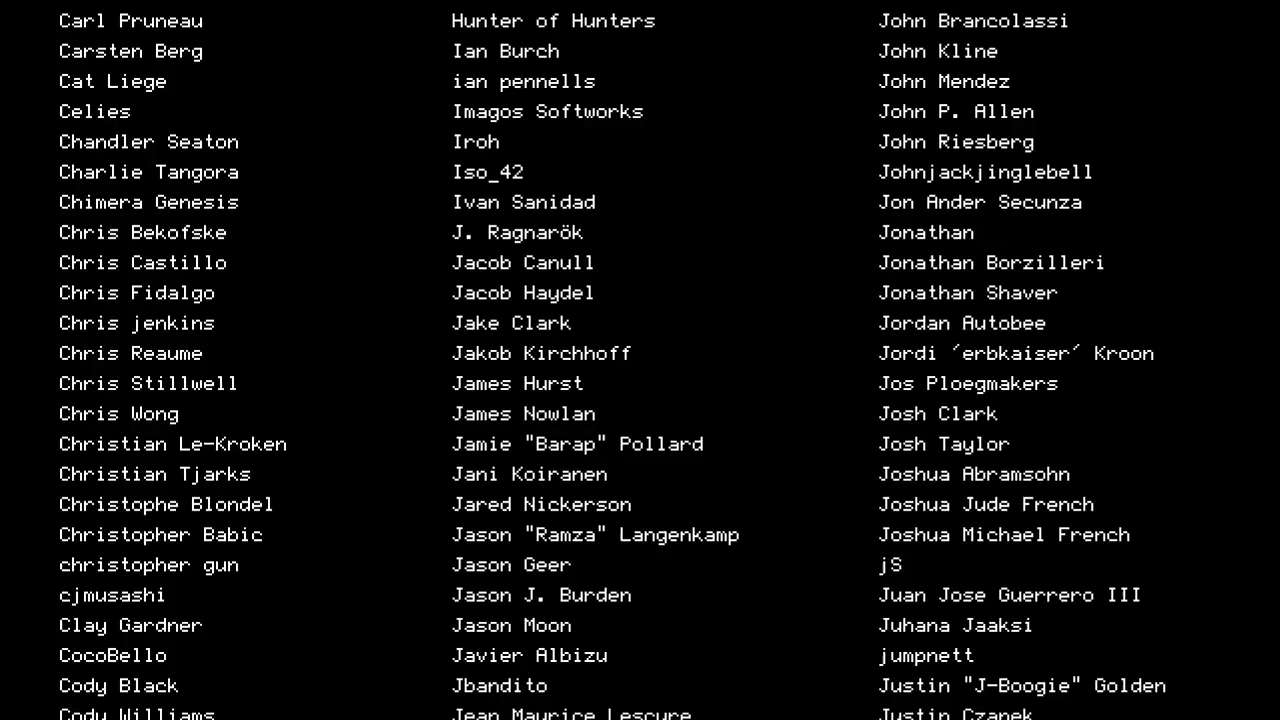 Carl Pruneau
Carsten Berg
Cat Liege
Celies
Chandler Seaton
Charlie Tangora
Chimera Genesis
Chris Bekofske
Chris Castillo
Chris Fidalgo
Chris jenkins
Chris Reaume
Chris Stillwell
Chris Wong
Christian Le-Kroken
Christian Tjarks
Christophe Blondel
Christopher Babic
christopher gun
cjmusashi
Clay Gardner
CocoBello
Cody Black
Cody Williams
Hunter of Hunters
Ian Burch
ian pennells
Imagos Softworks
Iroh
Iso_42
Ivan Sanidad
J. Ragnarök
Jacob Canull
Jacob Haydel
Jake Clark
Jakob Kirchhoff
James Hurst
James Nowlan
Jamie "Barap" Pollard
Jani Koiranen
Jared Nickerson
Jason "Ramza" Langenkamp
Jason Geer
Jason J. Burden
Jason Moon
Javier Albizu
Jbandito
Jean Maurice Lescure
John Brancolassi
John Kline
John Mendez
John P. Allen
John Riesberg
Johnjackjinglebell
Jon Ander Secunza
Jonathan
Jonathan Borzilleri
Jonathan Shaver
Jordan Autobee
Jordi ´erbkaiser´ Kroon
Jos Ploegmakers
Josh Clark
Josh Taylor
Joshua Abramsohn
Joshua Jude French
Joshua Michael French
jS
Juan Jose Guerrero III
Juhana Jaaksi
jumpnett
Justin "J-Boogie" Golden
Justin Czanek